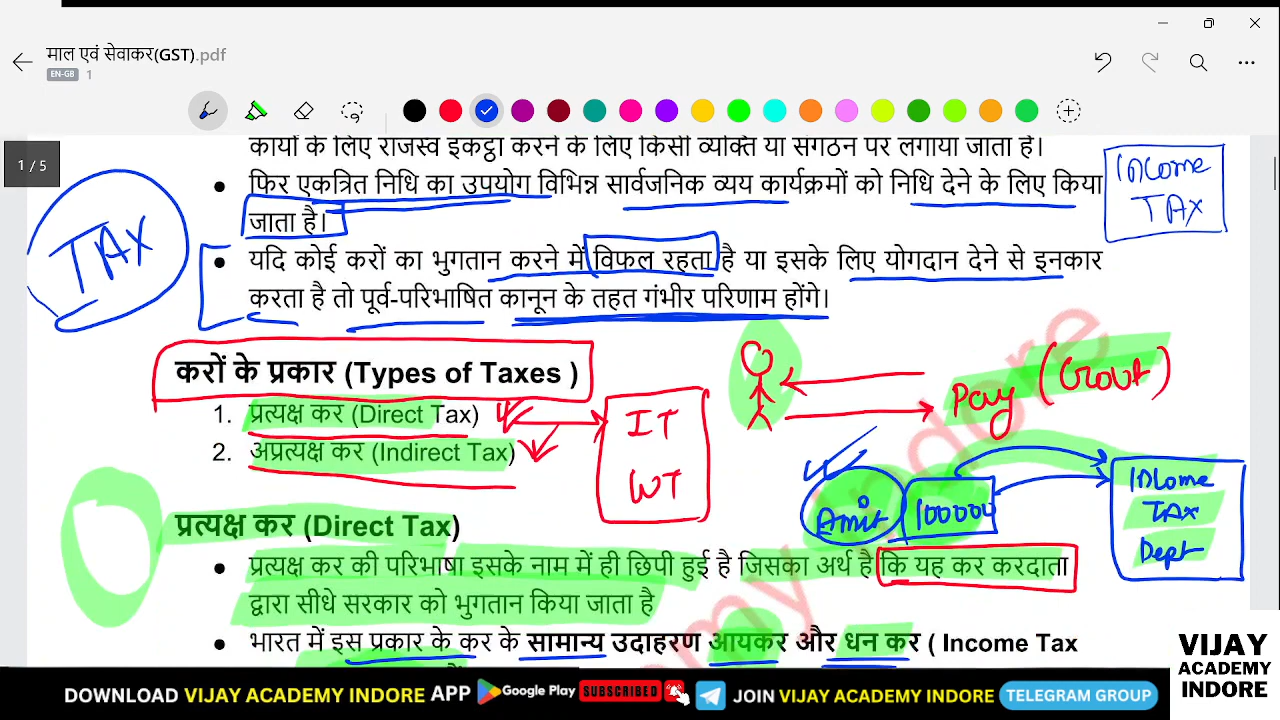 माल एवं सेवाकर(GST).pdf
EN-GB 1
1 / 5
कार्यों के लिए राजस्व इकट्ठा करने के लिए किसी व्यक्ति या संगठन पर लगाया जाता है।
• फिर एकत्रित निधि का उपयोग विभिन्न सार्वजनिक व्यय कार्यक्रमों को निधि देने के लिए किया
जाता है।
Income
TAX
TAX
• यदि कोई करों का भुगतान करने में विफल रहता है या इसके लिए योगदान देने से इनकार
करता है तो पूर्व-परिभाषित कानून के तहत गंभीर परिणाम होंगे।
करों के प्रकार (Types of Taxes )
1. प्रत्यक्ष कर (Direct Tax)
2. अप्रत्यक्ष कर (Indirect Tax)
IT
WT
Pay (Govt)
Amit 100000
Income
TAX
Dept
प्रत्यक्ष कर (Direct Tax)
• प्रत्यक्ष कर की परिभाषा इसके नाम में ही छिपी हुई है जिसका अर्थ है कि यह कर करदाता
द्वारा सीधे सरकार को भुगतान किया जाता है
• भारत में इस प्रकार के कर के सामान्य उदाहरण आयकर और धन कर ( Income Tax
VIJAY
ACADEMY
INDORE
DOWNLOAD VIJAY ACADEMY INDORE APP Google Play SUBSCRIBED JOIN VIJAY ACADEMY INDORE TELEGRAM GROUP